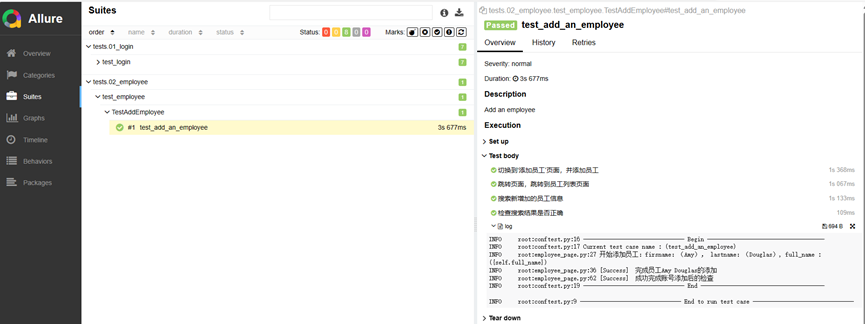 Allure
Overview
Categories
Suites
Graphs
Timeline
Behaviors
Packages
Suites
order name duration status Status: 0 0 8 0 0 Marks:
tests.01_login 7
test_login 7
tests.02_employee 1
test_employee 1
TestAddEmployee 1
#1 test_add_an_employee 3s 677ms
tests.02_employee.test_employee.TestAddEmployee#test_add_an_employee
Passed test_add_an_employee
Overview History Retries
Severity: normal
Duration: 3s 677ms
Description
Add an employee
Execution
Set up
Test body
切换到'添加员工'页面，并添加员工 1s 368ms
跳转页面，跳转到员工列表页面 1s 067ms
搜索新增加的员工信息 1s 133ms
检查搜索结果是否正确 109ms
log 694 B
INFO root:conftest.py:16 Begin
INFO root:conftest.py:17 Current test case name : (test_add_an_employee)
INFO root:employee_page.py:27 开始添加员工：firsname: （Amy）, lastname: （Douglas）, full_name :
({self.full_name})
INFO root:employee_page.py:36 [Success] 完成员工Amy Douglas的添加
INFO root:employee_page.py:62 [Success] 成功完成账号添加后的检查
INFO root:conftest.py:19 End
INFO root:conftest.py:9 End to run test case
Tear down